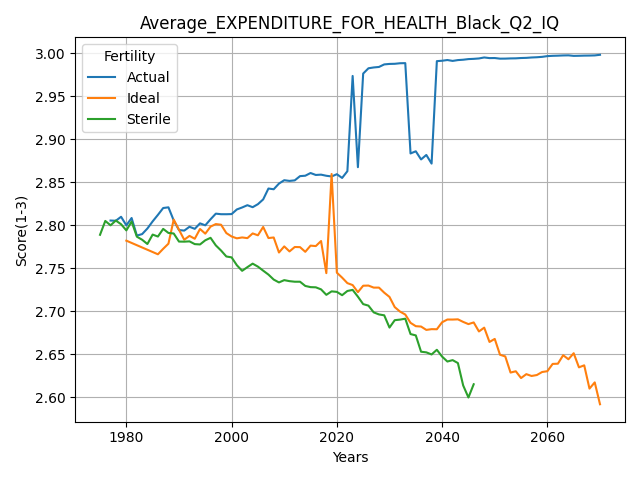 Average_EXPENDITURE_FOR_HEALTH_Black_Q2_IQ
Score(1-3)
3.00
2.95
2.90
2.85
2.80
2.75
2.70
2.65
2.60
Fertility
Actual
Ideal
Sterile
1980 2000 2020 2040 2060
Years